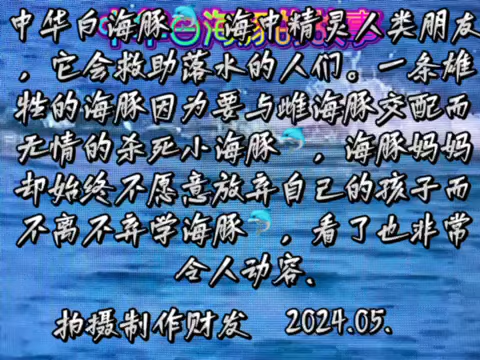 中华白海豚🐬 海中精灵人类朋友
，它会救助落水的人们。一条雄
牲的海豚因为要与雌海豚交配而
无情的杀死小海豚🐬，海豚妈妈
却始终不愿意放弃自己的孩子而
不离不弃学海豚🐬，看了也非常
令人动容、
拍摄制作财发 2024.05.